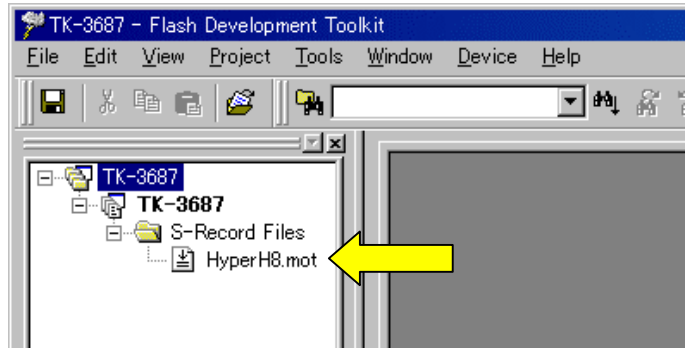 TK-3687 - Flash Development Toolkit
File Edit View Project Tools Window Device Help
TK-3687
TK-3687
S-Record Files
HyperH8.mot